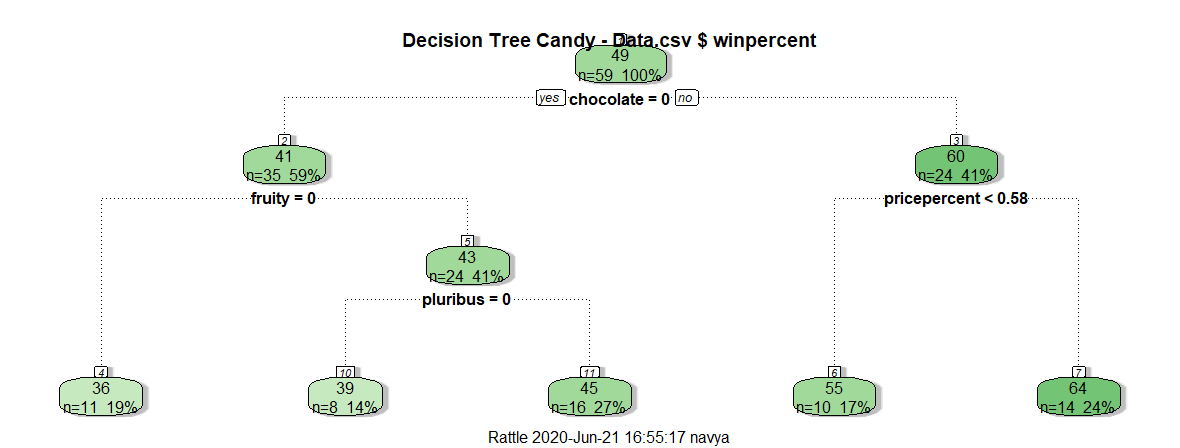 Decision Tree Candy - Data.csv $ winpercent
1
49
n=59 100%
yes chocolate = 0 no
2
41
n=35 59%
fruity = 0
3
60
n=24 41%
pricepercent < 0.58
5
43
n=24 41%
pluribus = 0
4
36
n=11 19%
10
39
n=8 14%
11
45
n=16 27%
6
55
n=10 17%
7
64
n=14 24%
Rattle 2020-Jun-21 16:55:17 navya